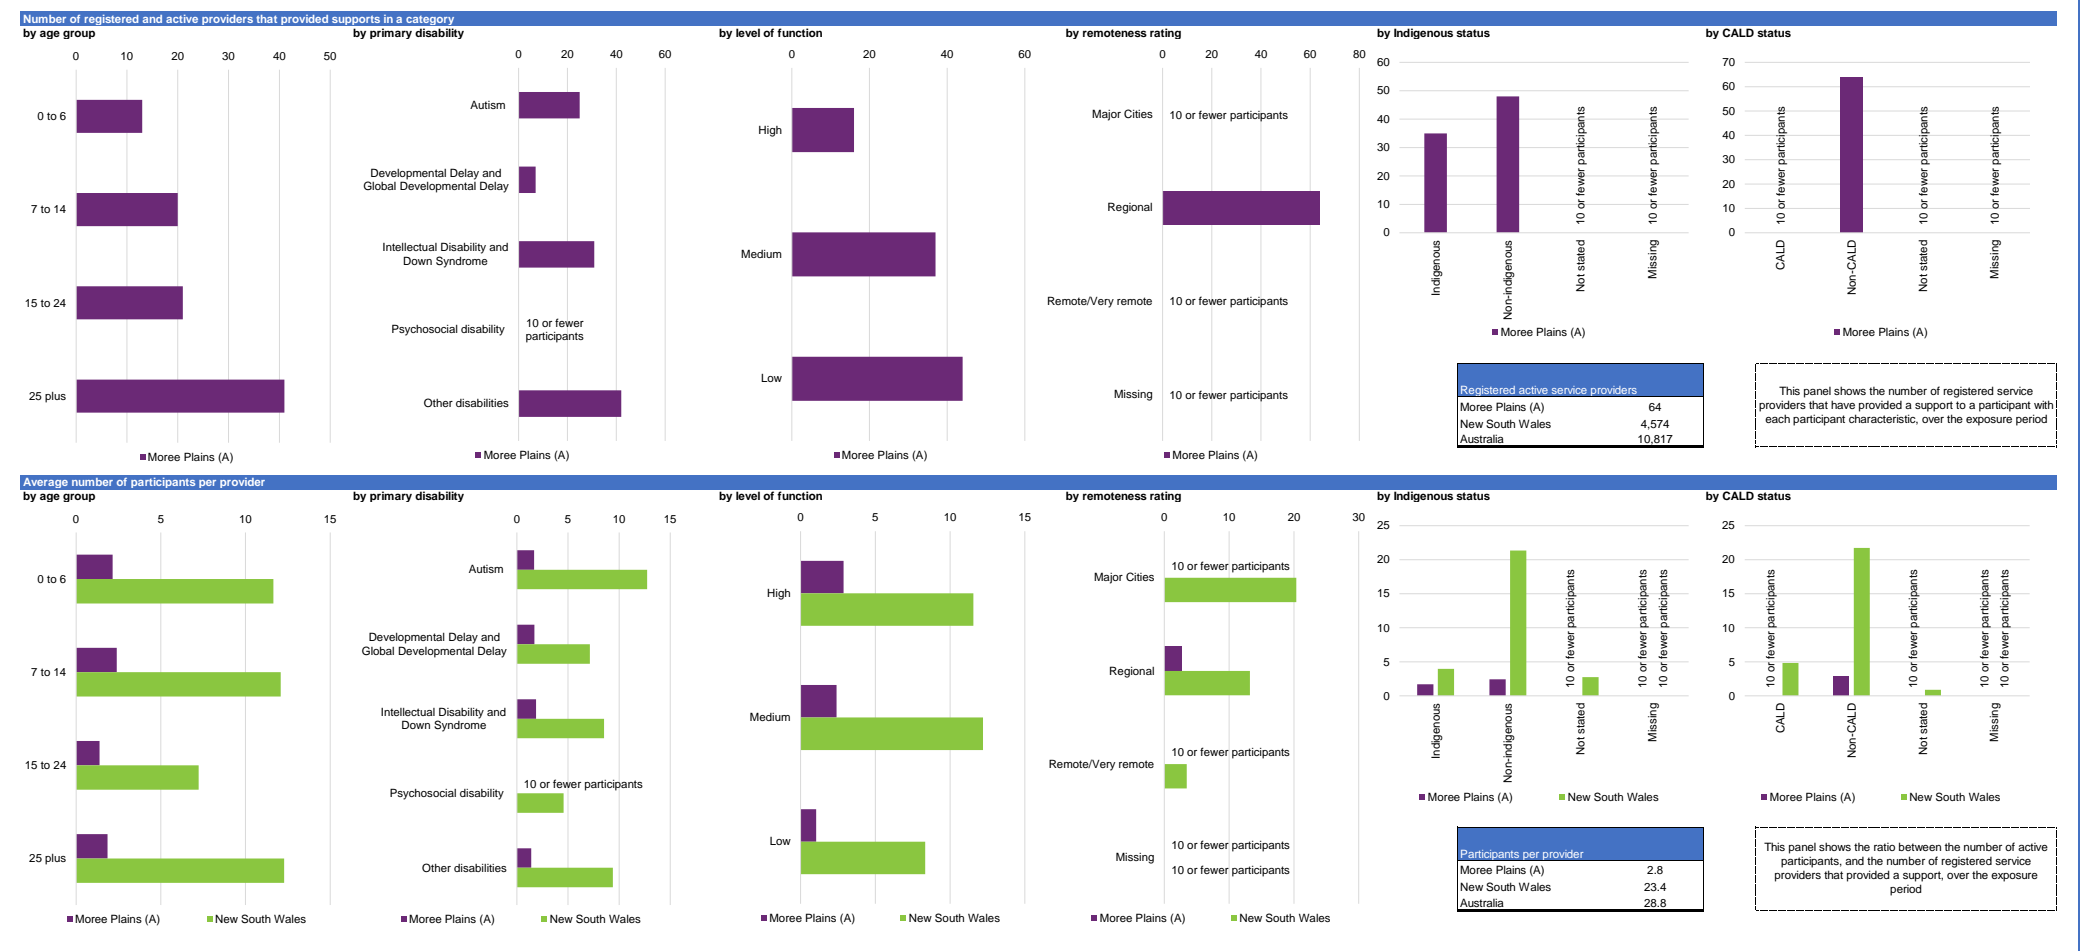 Number of registered and active providers that provided supports in a category
by age group
0 10 20 30 40 50
0 to 6
7 to 14
15 to 24
25 plus
Moree Plains (A)
by primary disability
0 20 40 60
Autism
Developmental Delay and
Global Developmental Delay
Intellectual Disability and
Down Syndrome
Psychosocial disability
10 or fewer
participants
Other disabilities
Moree Plains (A)
by level of function
0 20 40 60
High
Medium
Low
Moree Plains (A)
by remoteness rating
0 20 40 60 80
Major Cities 10 or fewer participants
Regional
Remote/Very remote 10 or fewer participants
Missing 10 or fewer participants
Moree Plains (A)
by Indigenous status
60
50
40
30
20
10
0
10 or fewer participants
10 or fewer participants
Indigenous
Non-indigenous
Not stated
Missing
Moree Plains (A)
by CALD status
70
60
50
40
30
20
10
0
10 or fewer participants
10 or fewer participants
10 or fewer participants
CALD
Non-CALD
Not stated
Missing
Moree Plains (A)
Registered active service providers
Moree Plains (A) 64
New South Wales 4,574
Australia 10,817
This panel shows the number of registered service
providers that have provided a support to a participant with
each participant characteristic, over the exposure period
Average number of participants per provider
by age group
0 5 10 15
0 to 6
7 to 14
15 to 24
25 plus
Moree Plains (A) New South Wales
by primary disability
0 5 10 15
Autism
Developmental Delay and
Global Developmental Delay
Intellectual Disability and
Down Syndrome
10 or fewer participants
Psychosocial disability
Other disabilities
Moree Plains (A) New South Wales
by level of function
0 5 10 15
High
Medium
Low
Moree Plains (A) New South Wales
by remoteness rating
0 10 20 30
10 or fewer participants
Major Cities
Regional
10 or fewer participants
Remote/Very remote
10 or fewer participants
Missing
10 or fewer participants
Moree Plains (A) New South Wales
by Indigenous status
25
20
15
10
5
0
10 or fewer participants
10 or fewer participants
10 or fewer participants
Indigenous
Non-indigenous
Not stated
Missing
Moree Plains (A) New South Wales
by CALD status
25
20
15
10
5
0
10 or fewer participants
10 or fewer participants
10 or fewer participants
10 or fewer participants
CALD
Non-CALD
Not stated
Missing
Moree Plains (A) New South Wales
Participants per provider
Moree Plains (A) 2.8
New South Wales 23.4
Australia 28.8
This panel shows the ratio between the number of active
participants, and the number of registered service
providers that provided a support, over the exposure
period